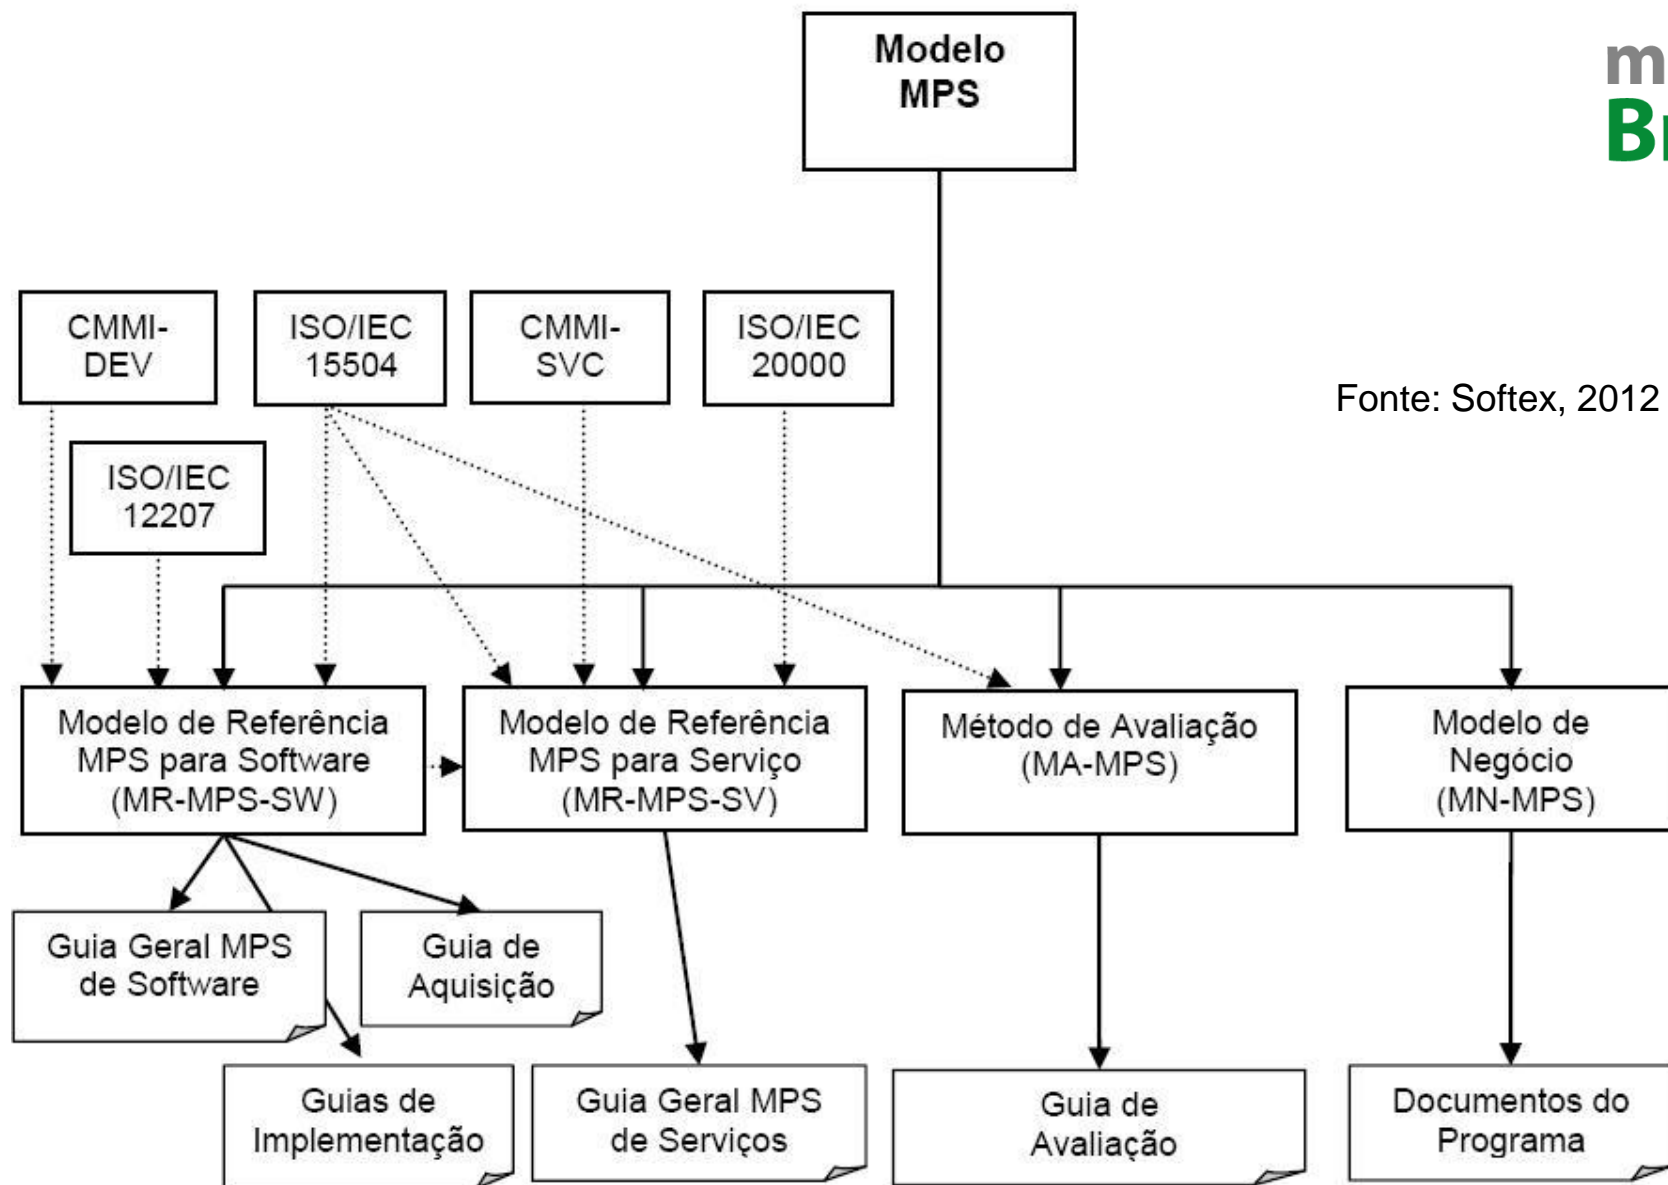 Modelo
MPS
m
B
CMMI-
DEV
ISO/IEC
15504
CMMI-
SVC
ISO/IEC
20000
Fonte: Softex, 2012
ISO/IEC
12207
Modelo de Referência
MPS para Software
(MR-MPS-SW)
Modelo de Referência
MPS para Serviço
(MR-MPS-SV)
Método de Avaliação
(MA-MPS)
Modelo de
Negócio
(MN-MPS)
Guia Geral MPS
de Software
Guia de
Aquisição
Guias de
Implementação
Guia Geral MPS
de Serviços
Guia de
Avaliação
Documentos do
Programa